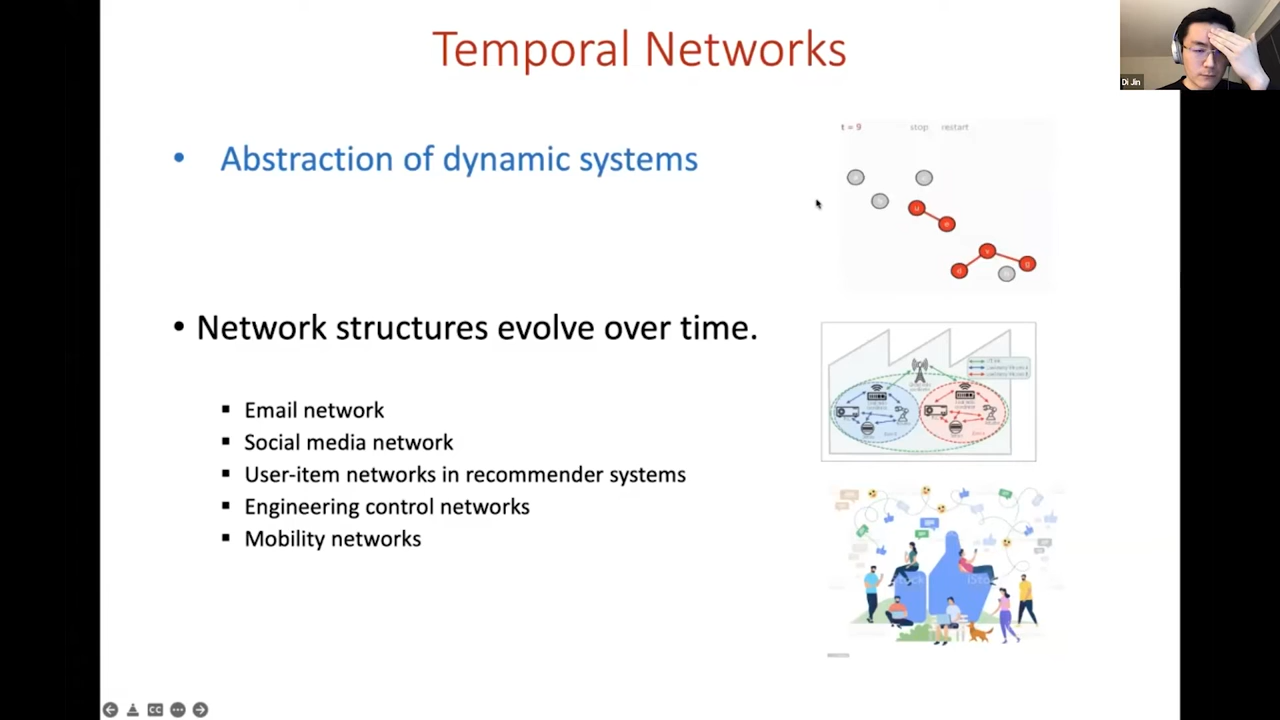 Temporal Networks
Di Jin
t = 9 stop restart
• Abstraction of dynamic systems
u
e
v
d
g
• Network structures evolve over time.
▪ Email network
▪ Social media network
▪ User-item networks in recommender systems
▪ Engineering control networks
▪ Mobility networks
CC